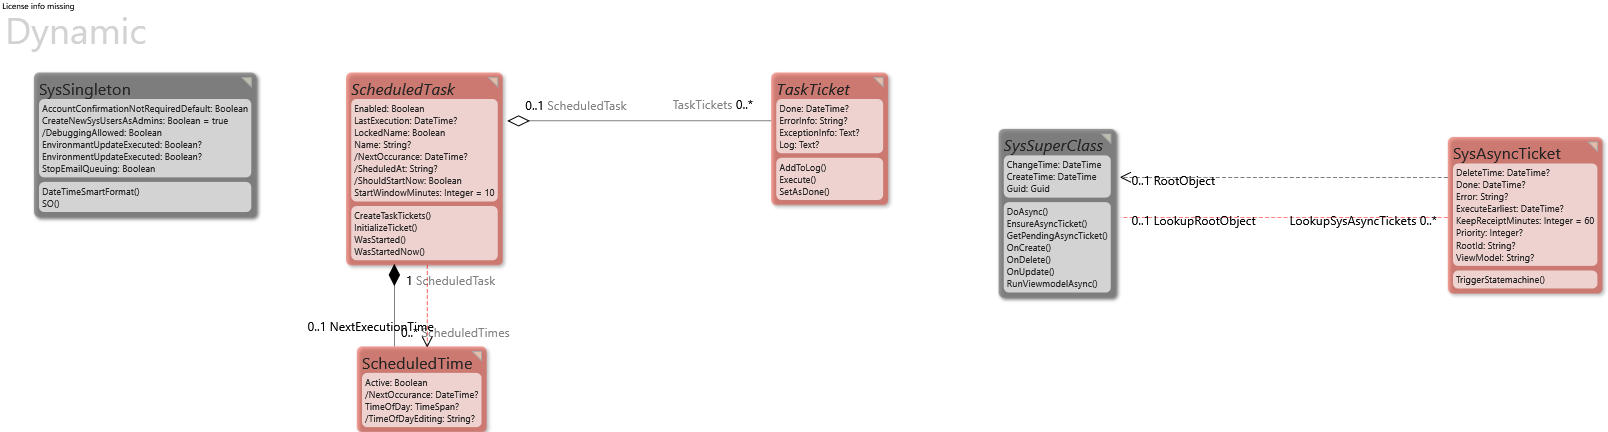 License info missing
Dynamic
SysSingleton
AccountConfirmationNotRequiredDefault: Boolean
CreateNewSysUsersAsAdmins: Boolean = true
/DebuggingAllowed: Boolean
EnvironmantUpdateExecuted: Boolean?
EnvironmentUpdateExecuted: Boolean?
StopEmailQueuing: Boolean
DateTimeSmartFormat()
SO()
ScheduledTask
Enabled: Boolean
LastExecution: DateTime?
LockedName: Boolean
Name: String?
/NextOccurance: DateTime?
/SheduledAt: String?
/ShouldStartNow: Boolean
StartWindowMinutes: Integer = 10
CreateTaskTickets()
InitializeTicket()
WasStarted()
WasStartedNow()
0..1 ScheduledTask
TaskTickets 0..*
TaskTicket
Done: DateTime?
ErrorInfo: String?
ExceptionInfo: Text?
Log: Text?
AddToLog()
Execute()
SetAsDone()
1 ScheduledTask
0..1 NextExecutionTime
0..* ScheduledTimes
ScheduledTime
Active: Boolean
/NextOccurance: DateTime?
TimeOfDay: TimeSpan?
/TimeOfDayEditing: String?
SysSuperClass
ChangeTime: DateTime
CreateTime: DateTime
Guid: Guid
DoAsync()
EnsureAsyncTicket()
GetPendingAsyncTicket()
OnCreate()
OnDelete()
OnUpdate()
RunViewmodelAsync()
0..1 RootObject
0..1 LookupRootObject
LookupSysAsyncTickets 0..*
SysAsyncTicket
DeleteTime: DateTime?
Done: DateTime?
Error: String?
ExecuteEarliest: DateTime?
KeepReceiptMinutes: Integer = 60
Priority: Integer?
RootId: String?
ViewModel: String?
TriggerStatemachine()